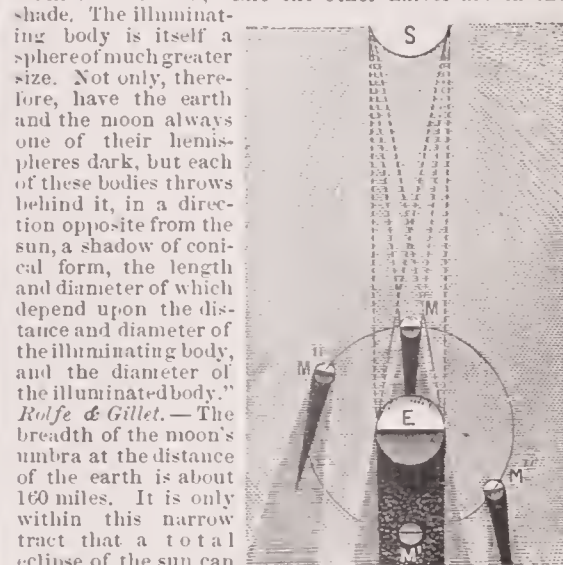 shade. The illuminat-
ing body is itself a
sphere of much greater
size. Not only, there-
fore, have the earth
and the moon always
one of their hemis-
pheres dark, but each
of these bodies throws
behind it, in a direc-
tion opposite from the
sun, a shadow of coni-
cal form, the length
and diameter of which
depend upon the dis-
tance and diameter of
the illuminating body,
and the diameter of
the illuminated body."
Rolfe & Gillet. — The
breadth of the moon's
umbra at the distance
of the earth is about
160 miles. It is only
within this narrow
tract that a total
eclipse of the sun can
S
M
M
E
M
M